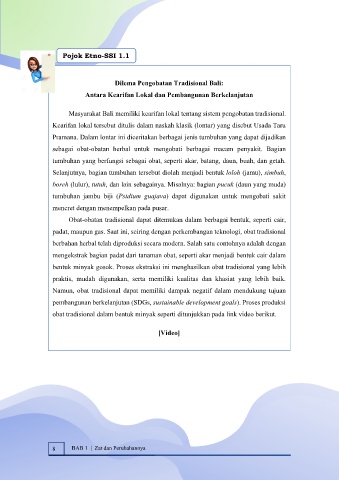 Pojok Etno-SSI 1.1
Dilema Pengobatan Tradisional Bali:
Antara Kearifan Lokal dan Pembangunan Berkelanjutan
Masyarakat Bali memiliki kearifan lokal tentang sistem pengobatan tradisional.
Kearifan lokal tersebut ditulis dalam naskah klasik (lontar) yang disebut Usada Taru
Pramana. Dalam lontar ini diceritakan berbagai jenis tumbuhan yang dapat dijadikan
sebagai obat-obatan herbal untuk mengobati berbagai macam penyakit. Bagian
tumbuhan yang berfungsi sebagai obat, seperti akar, batang, daun, buah, dan getah.
Selanjutnya, bagian tumbuhan tersebut diolah menjadi bentuk loloh (jamu), simbuh,
boreh (lulur), tutuh, dan lain sebagainya. Misalnya: bagian pucuk (daun yang muda)
tumbuhan jambu biji (Psidium guajava) dapat digunakan untuk mengobati sakit
mencret dengan menempelkan pada pusar.
Obat-obatan tradisional dapat ditemukan dalam berbagai bentuk, seperti cair,
padat, maupun gas. Saat ini, seiring dengan perkembangan teknologi, obat tradisional
berbahan herbal telah diproduksi secara modern. Salah satu contohnya adalah dengan
mengekstrak bagian padat dari tanaman obat, seperti akar menjadi bentuk cair dalam
bentuk minyak gosok. Proses ekstraksi ini menghasilkan obat tradisional yang lebih
praktis, mudah digunakan, serta memiliki kualitas dan khasiat yang lebih baik.
Namun, obat tradisional dapat memiliki dampak negatif dalam mendukung tujuan
pembangunan berkelanjutan (SDGs, sustainable development goals). Proses produksi
obat tradisional dalam bentuk minyak seperti ditunjukkan pada link video berikut.
[Video]
BAB 1 | Zat dan Perubahannya